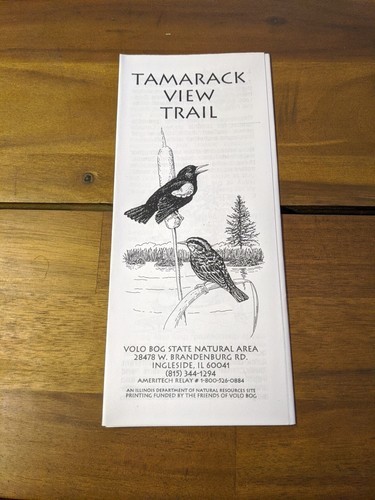 TAMARACK
VIEW
TRAIL
VOLO BOG STATE NATURAL AREA
28478 W. BRANDENBURG RD.
INGLESIDE, IL 60041
(815) 344-1294
AMERITECH RELAY # 1-800-526-0884
AN ILLINOIS DEPARTMENT OF NATURAL RESOURCES SITE
PRINTING FUNDED BY THE FRIENDS OF VOLO BOG